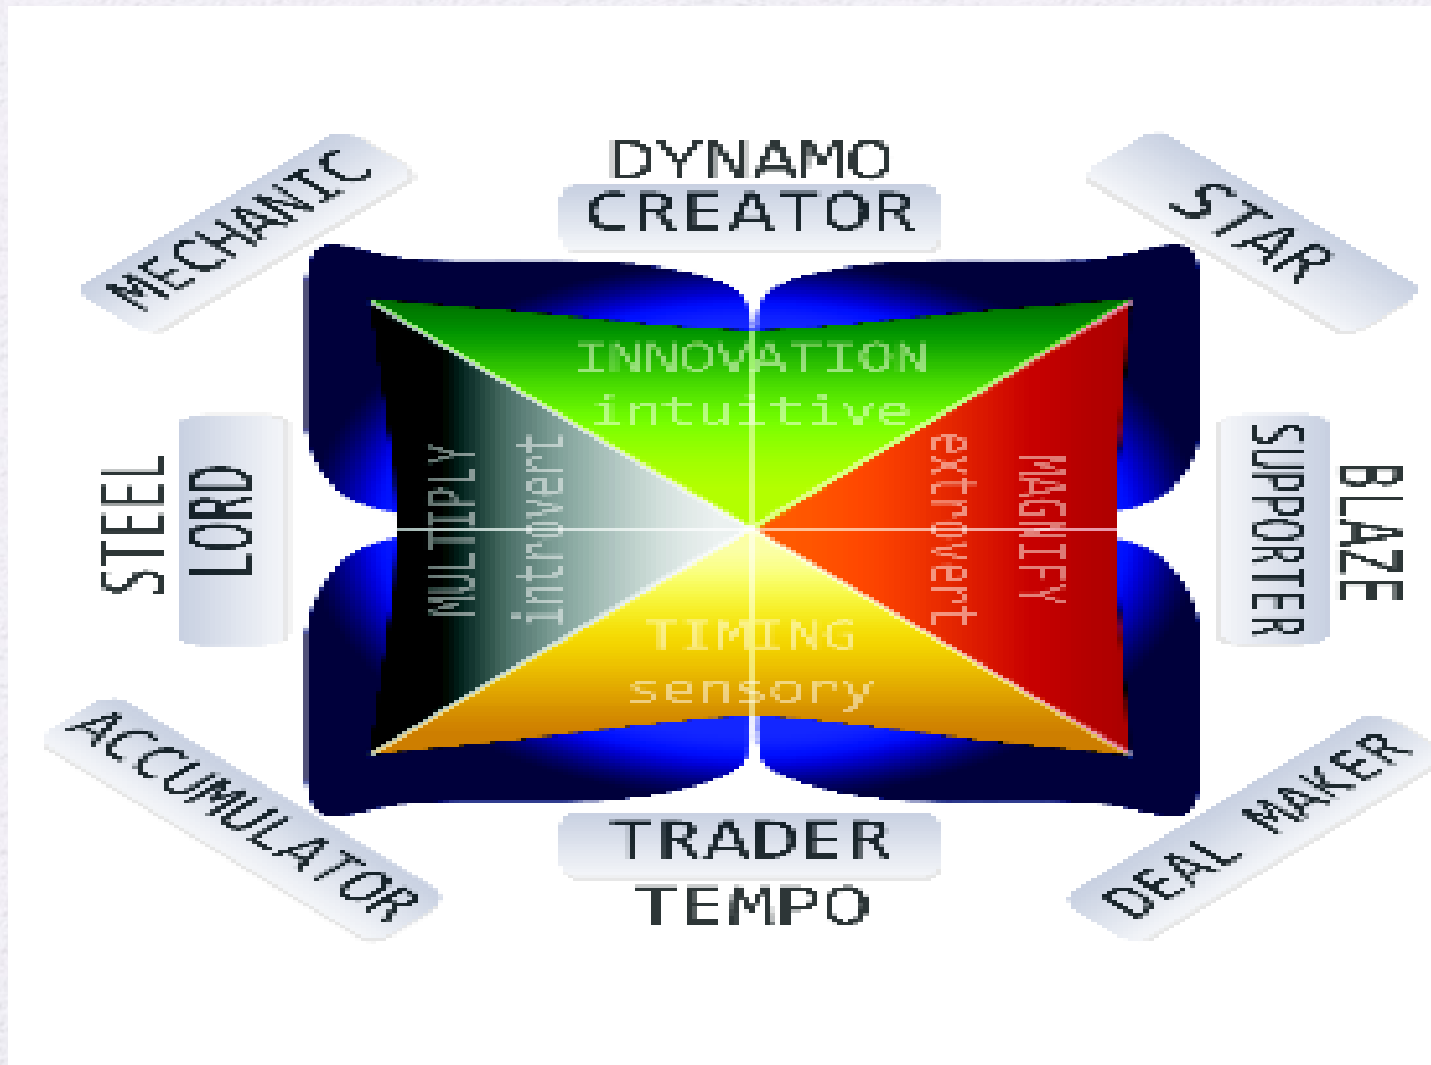 DYNAMO
CREATOR
MECHANIC
STAR
INNOVATION
intuitive
STEEL
LORD
MULTIPLY
introvert
extrovert
MAGNIFY
SUPPORTER
BLAZE
TIMING
sensory
ACCUMULATOR
DEAL MAKER
TRADER
TEMPO